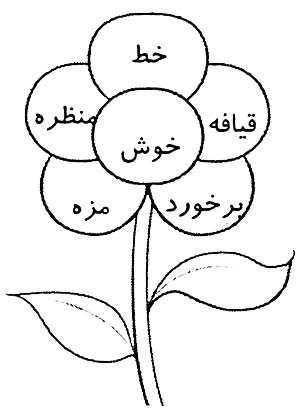 خط
قیافه
منظره
خوش
برخورد
مزه